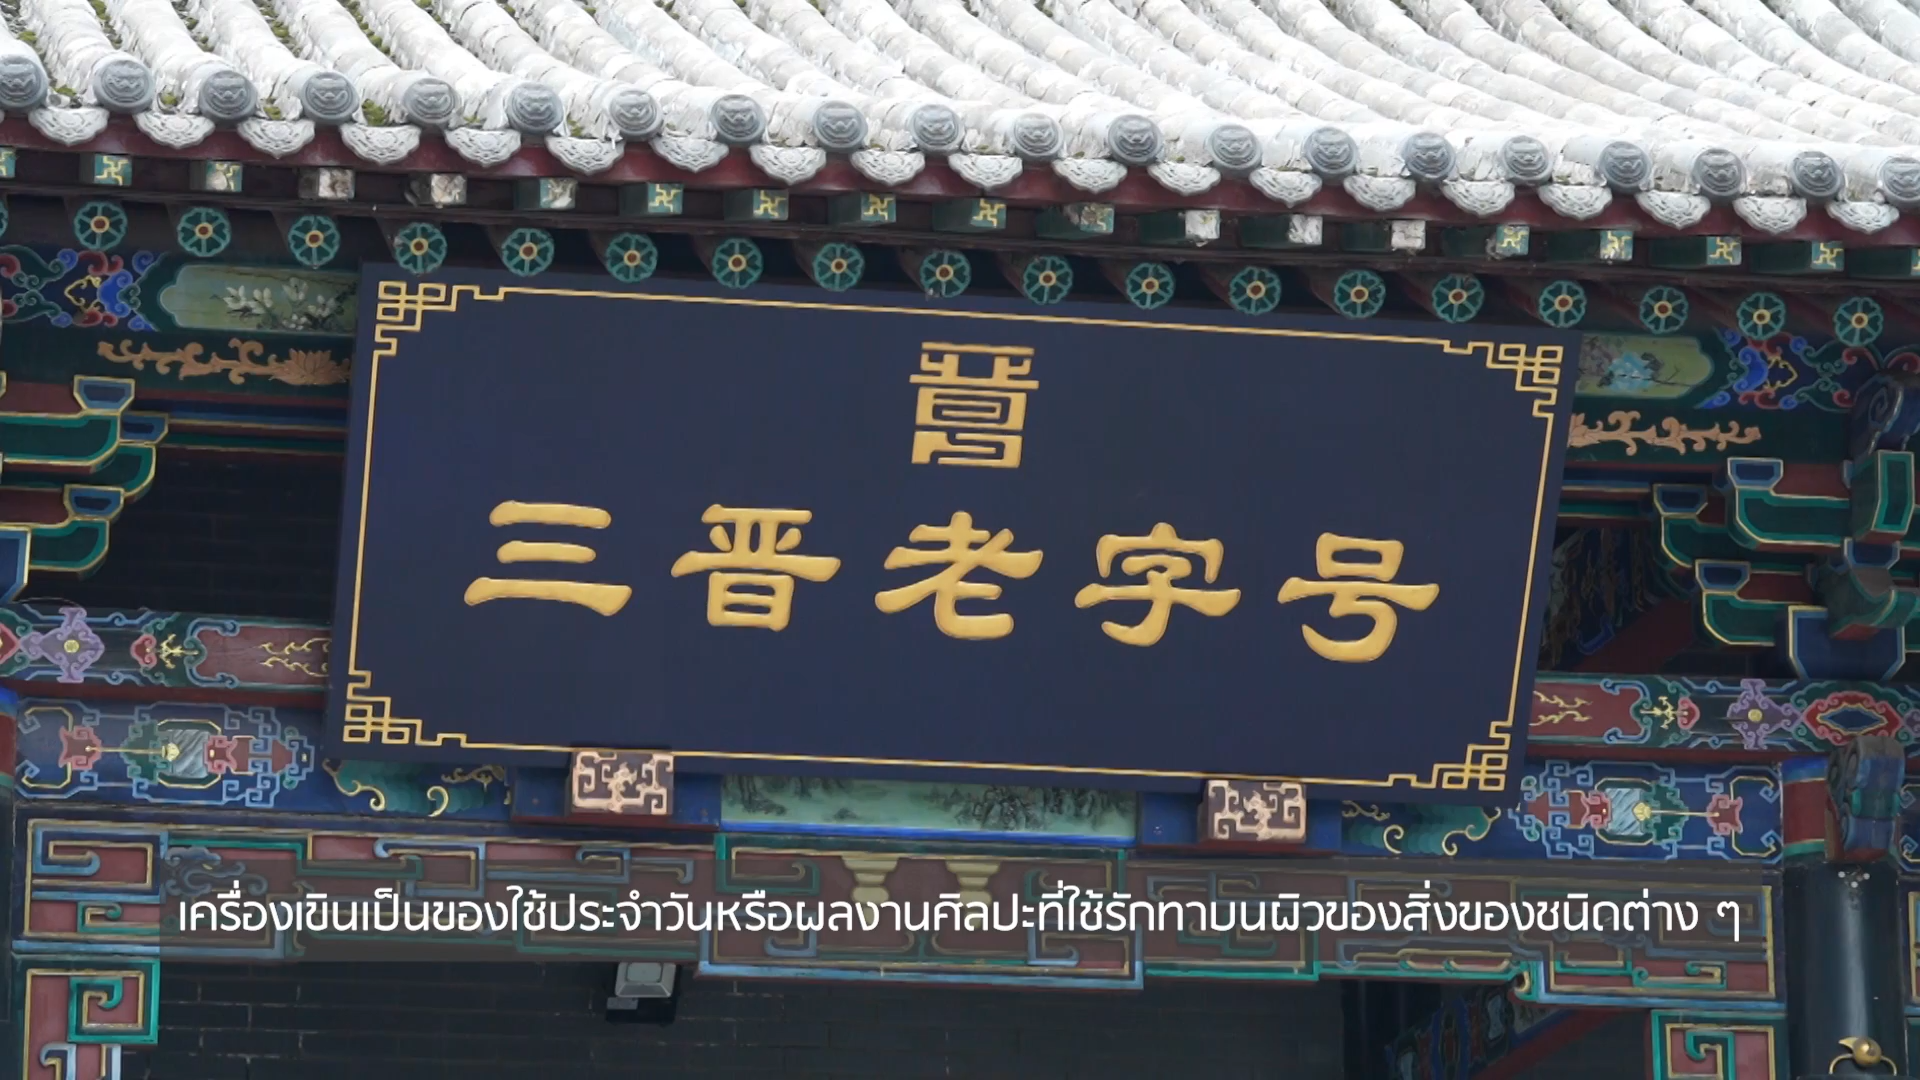 晋
三晋老字号
เครื่องเขินเป็นของใช้ประจำวันหรือผลงานศิลปะที่ใช้รักทาบนผิวของสิ่งของชนิดต่าง ๆ